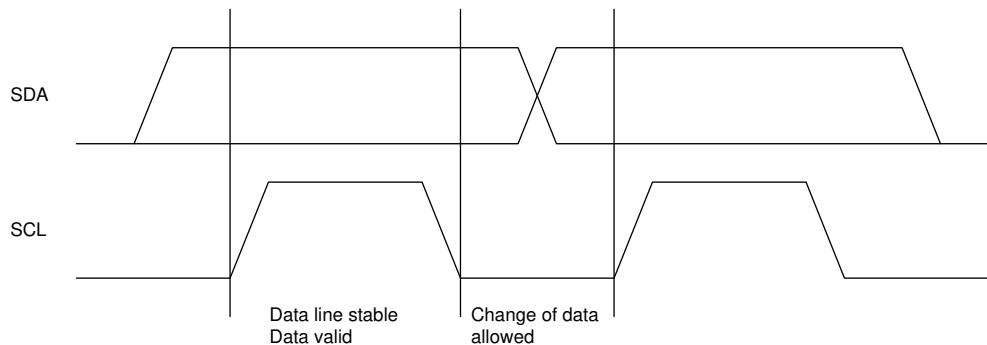 SDA
SCL
Data line stable
Data valid
Change of data
allowed